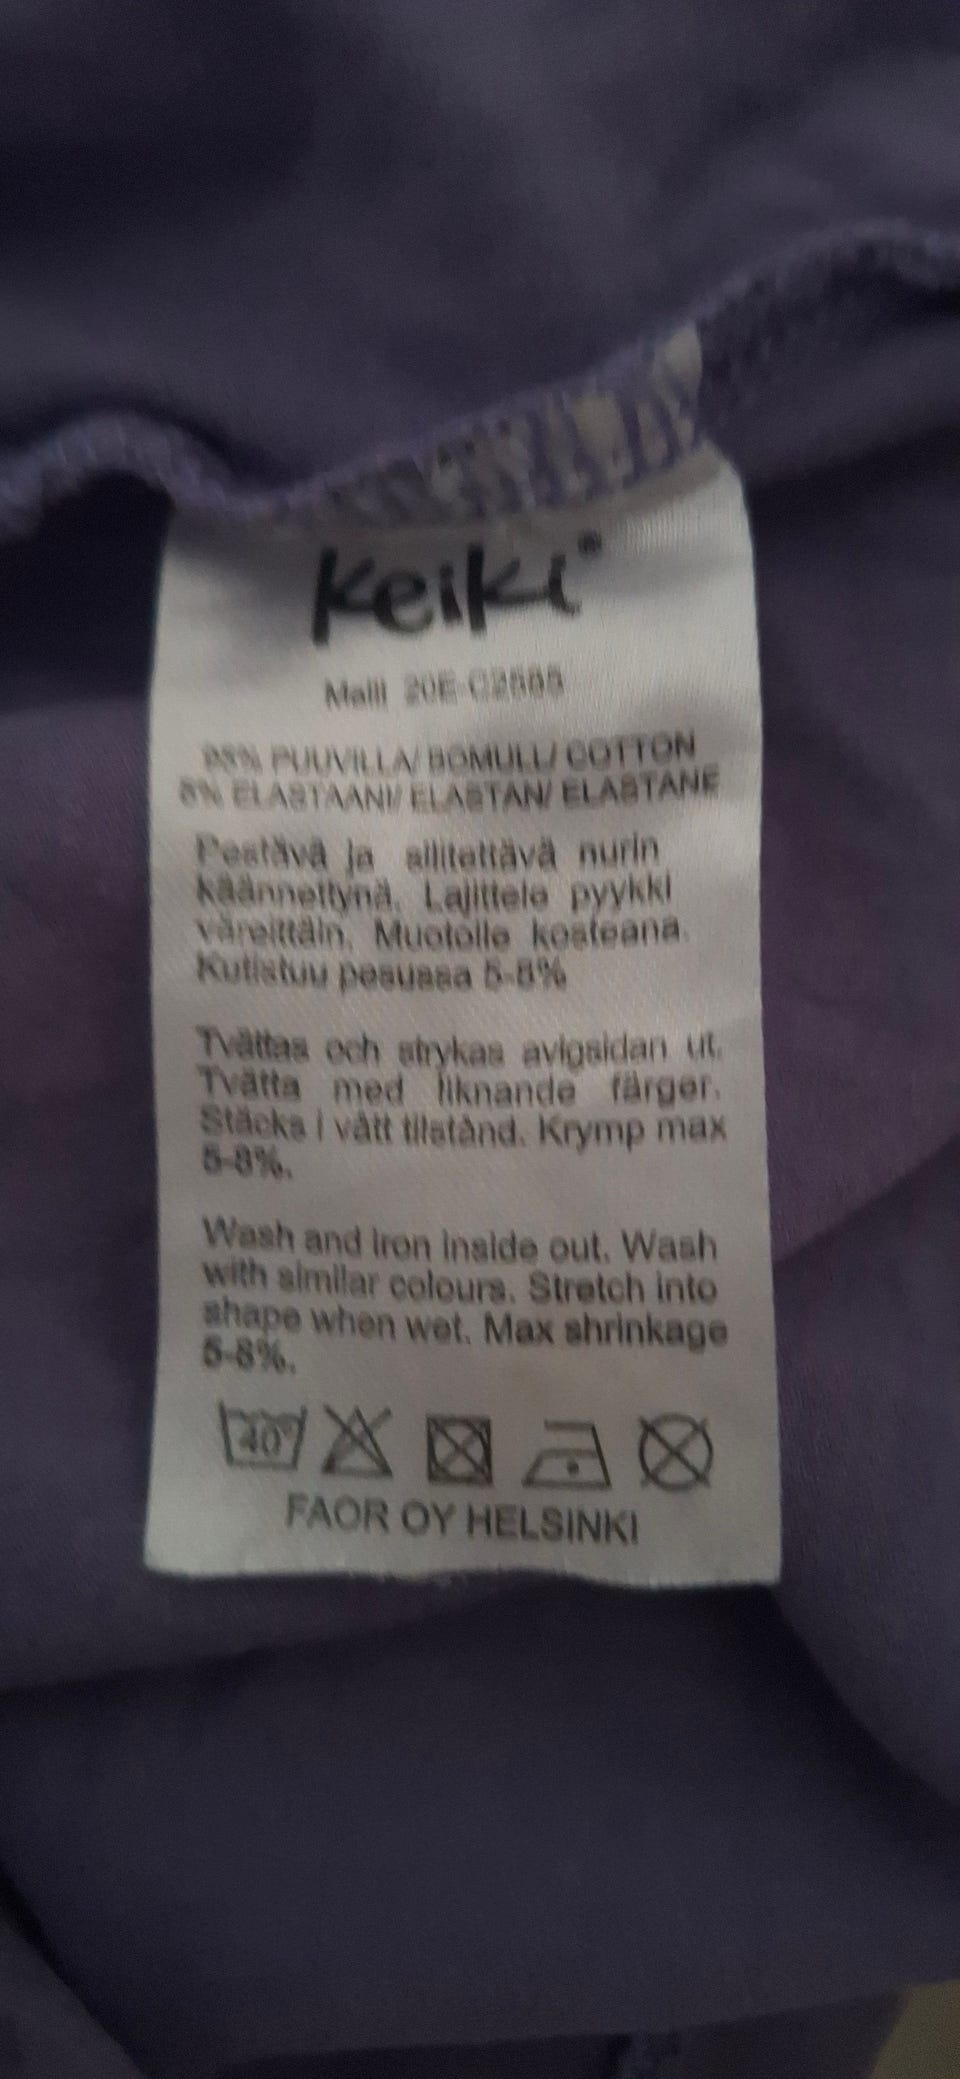 keiki®
Malli 20E-C2585
95% PUUVILLA/ BOMULL/ COTTON
5% ELASTAANI/ ELASTAN/ ELASTANE
Pestävä ja silitettävä nurin
käännettynä. Lajittele pyykki
väreittäin. Muotoile kosteana.
Kutistuu pesussa 5-8%
Tvättas och strykas avigsidan ut.
Tvätta med liknande färger.
Stäcks i vått tilstånd. Krymp max
5-8%.
Wash and iron inside out. Wash
with similar colours. Stretch into
shape when wet. Max shrinkage
5-8%.
40°
FAOR OY HELSINKI